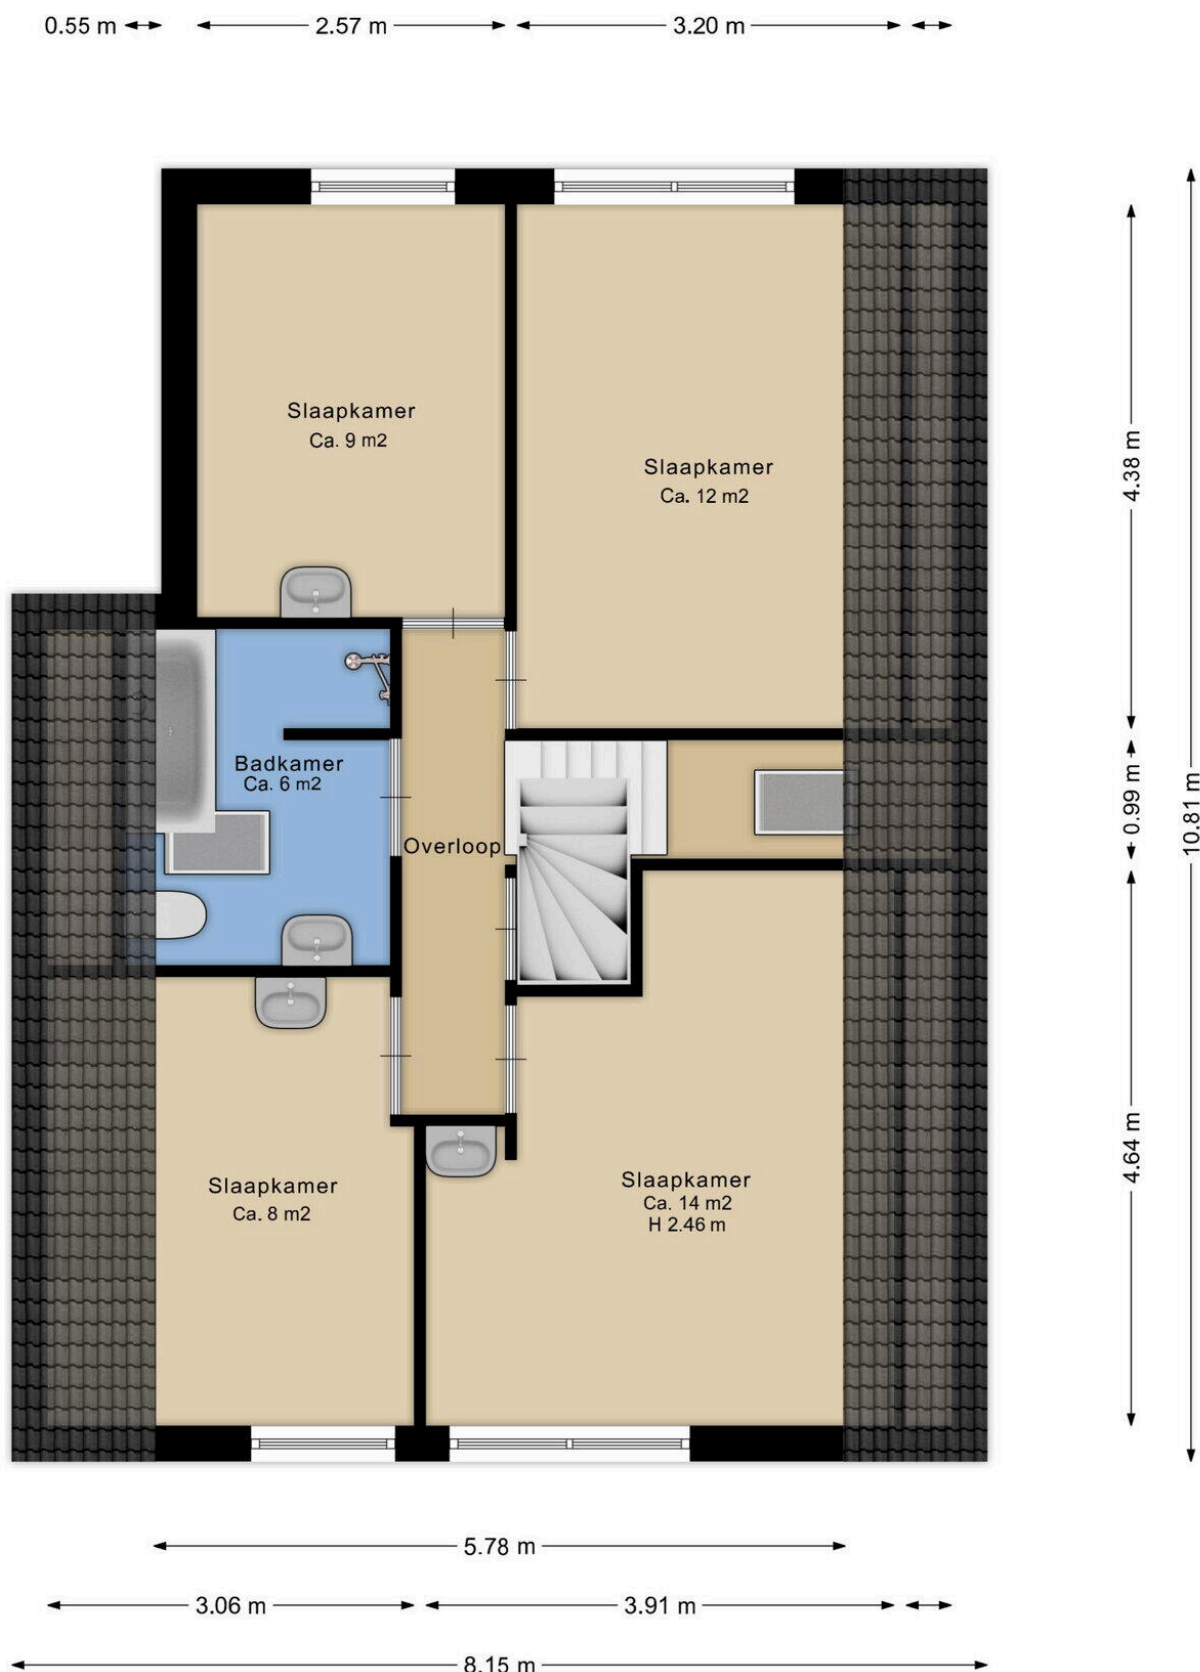 0.55 m
2.57 m
3.20 m
Slaapkamer
Ca. 9 m2
Slaapkamer
Ca. 12 m2
4.38 m
Badkamer
Ca. 6 m2
0.99 m
10.81 m
Overloop
Slaapkamer
Ca. 8 m2
Slaapkamer
Ca. 14 m2
H 2.46 m
4.64 m
5.78 m
3.06 m
3.91 m
8.15 m